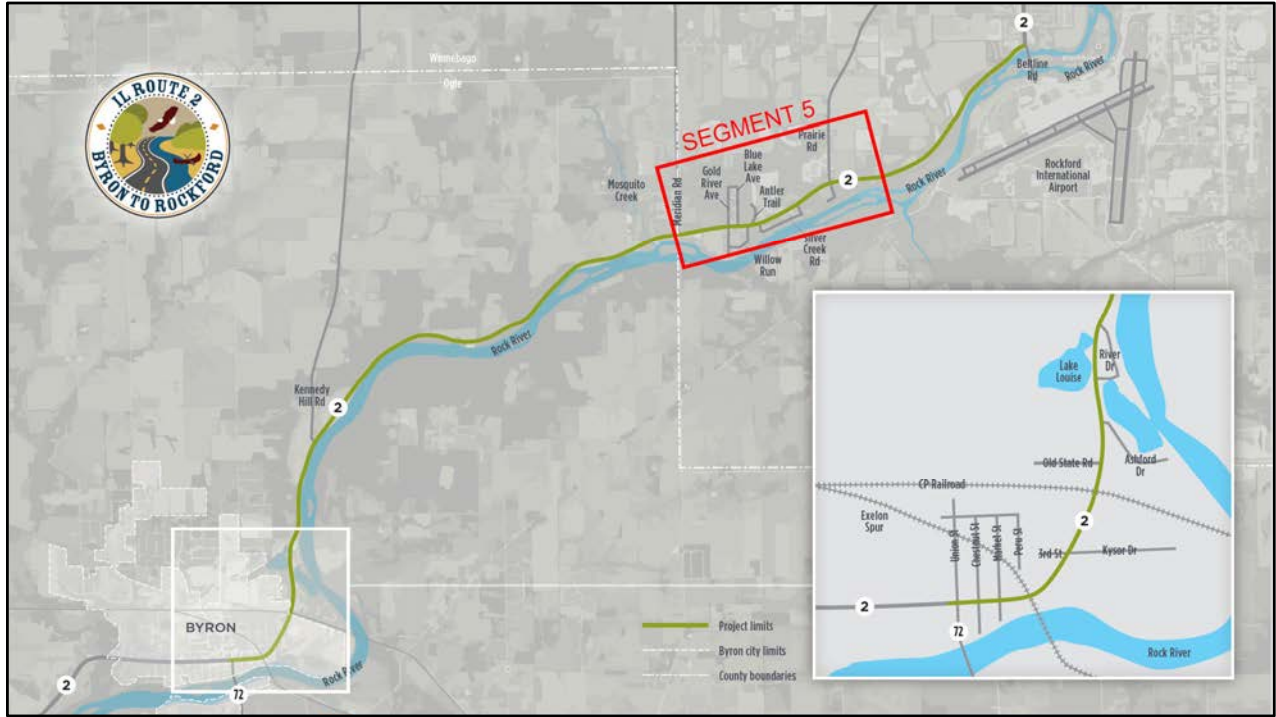 IL ROUTE 2
BYRON TO ROCKFORD
Winnebago
Ogle
2
Beltline
Rd
Rock River
SEGMENT 5
Prairie
Rd
Blue
Lake
Ave
Gold
River
Ave
Antler
Trail
Meridian Rd
Mosquito
Creek
2
Rock River
Rockford
International
Airport
Silver
Creek
Rd
Willow
Run
Rock River
Kennedy
Hill Rd
2
BYRON
2
72
Rock River
Project limits
Byron city limits
County boundaries
Lake
Louise
River
Dr
Old State Rd
Ashford
Dr
CP Railroad
Exelon
Spur
Union St
Chestnut St
Market St
Peru St
2
3rd St
Kysor Dr
2
72
Rock River